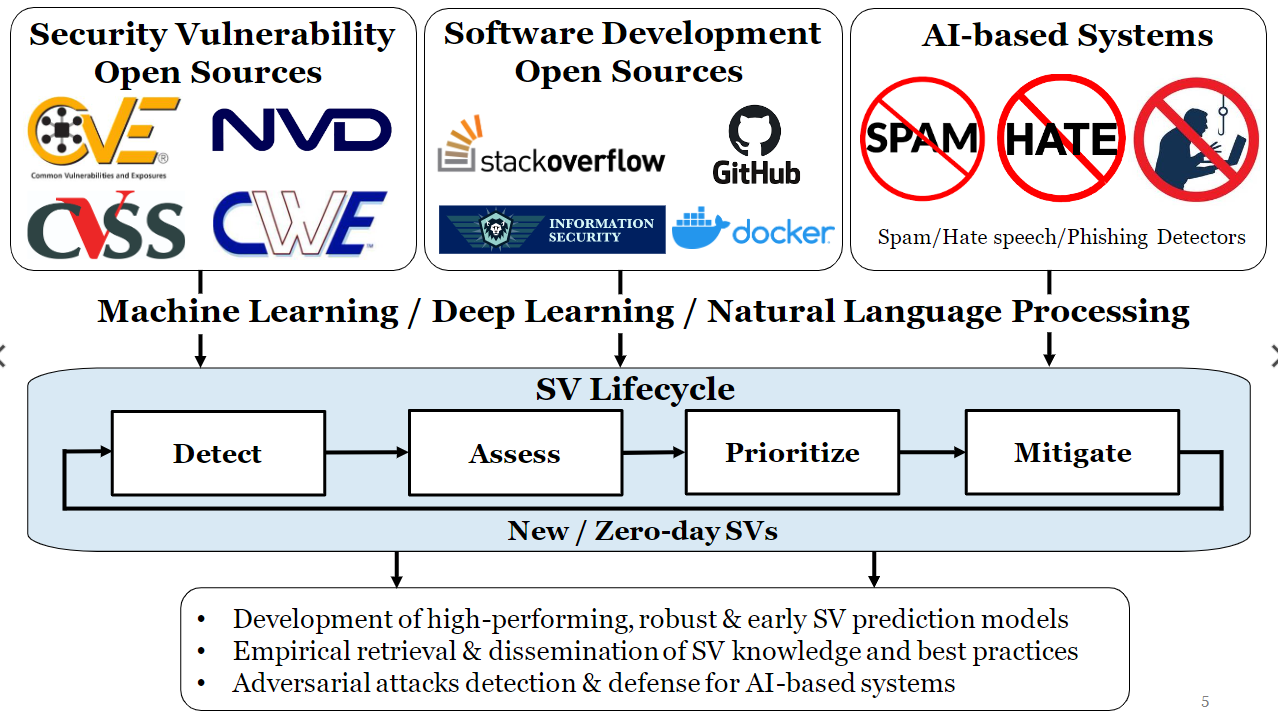 Security Vulnerability
Open Sources
CVE®
Common Vulnerabilities and Exposures
NVD
CVSS
CWE™
Software Development
Open Sources
stackoverflow
GitHub
INFORMATION
SECURITY
docker
AI-based Systems
SPAM
HATE
Spam/Hate speech/Phishing Detectors
Machine Learning / Deep Learning / Natural Language Processing
SV Lifecycle
Detect
Assess
Prioritize
Mitigate
New / Zero-day SVs
• Development of high-performing, robust & early SV prediction models
• Empirical retrieval & dissemination of SV knowledge and best practices
• Adversarial attacks detection & defense for AI-based systems
5